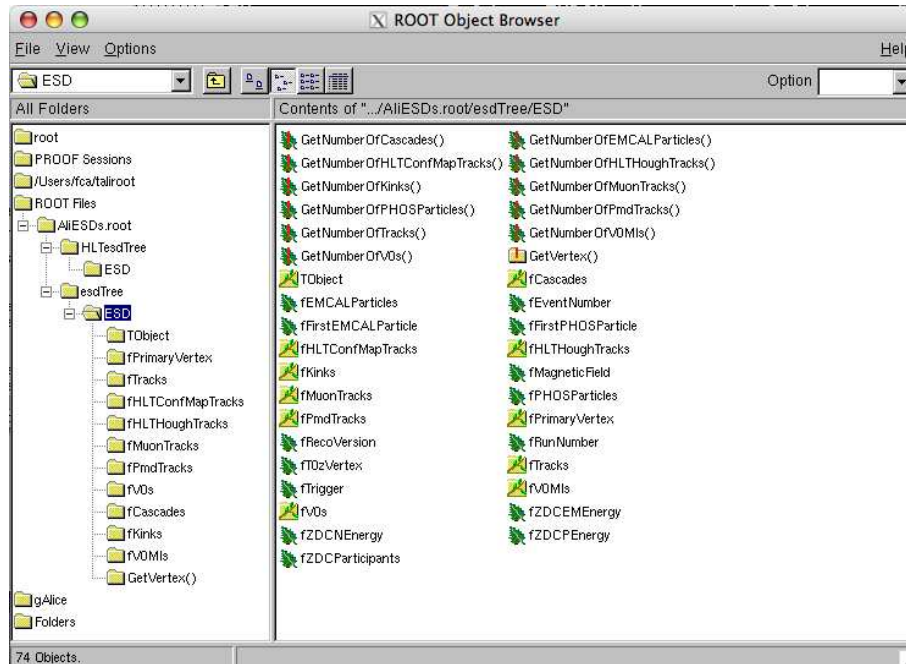 ROOT Object Browser
File View Options Help
ESD Option
All Folders
Contents of ".../AliESDs.root/esdTree/ESD"
root
PROOF Sessions
/Users/fca/taliroot
ROOT Files
AliESDs.root
HLTesdTree
ESD
esdTree
ESD
TObject
fPrimaryVertex
fTracks
fHLTConfMapTracks
fHLTHoughTracks
fMuonTracks
fPmdTracks
fV0s
fCascades
fKinks
fV0MIs
GetVertex()
gAlice
Folders
GetNumberOfCascades() GetNumberOfEMCALParticles()
GetNumberOfHLTConfMapTracks() GetNumberOfHLTHoughTracks()
GetNumberOfKinks() GetNumberOfMuonTracks()
GetNumberOfPHOSParticles() GetNumberOfPmdTracks()
GetNumberOfTracks() GetNumberOfV0MIs()
GetNumberOfV0s() GetVertex()
TObject fCascades
fEMCALParticles fEventNumber
fFirstEMCALParticle fFirstPHOSParticle
fHLTConfMapTracks fHLTHoughTracks
fKinks fMagneticField
fMuonTracks fPHOSParticles
fPmdTracks fPrimaryVertex
fRecoVersion fRunNumber
fT0zVertex fTracks
fTrigger fV0MIs
fV0s fZDCEMEnergy
fZDCNEnergy fZDCPEnergy
fZDCParticipants
74 Objects.